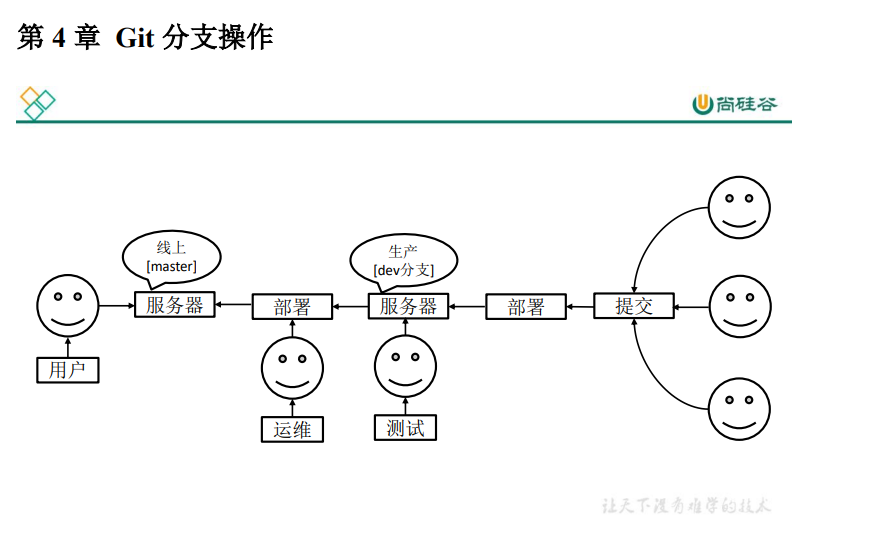 第 4 章 Git 分支操作
尚硅谷
线上
[master]
生产
[dev分支]
服务器
部署
服务器
部署
提交
用户
运维
测试
让天下没有难学的技术